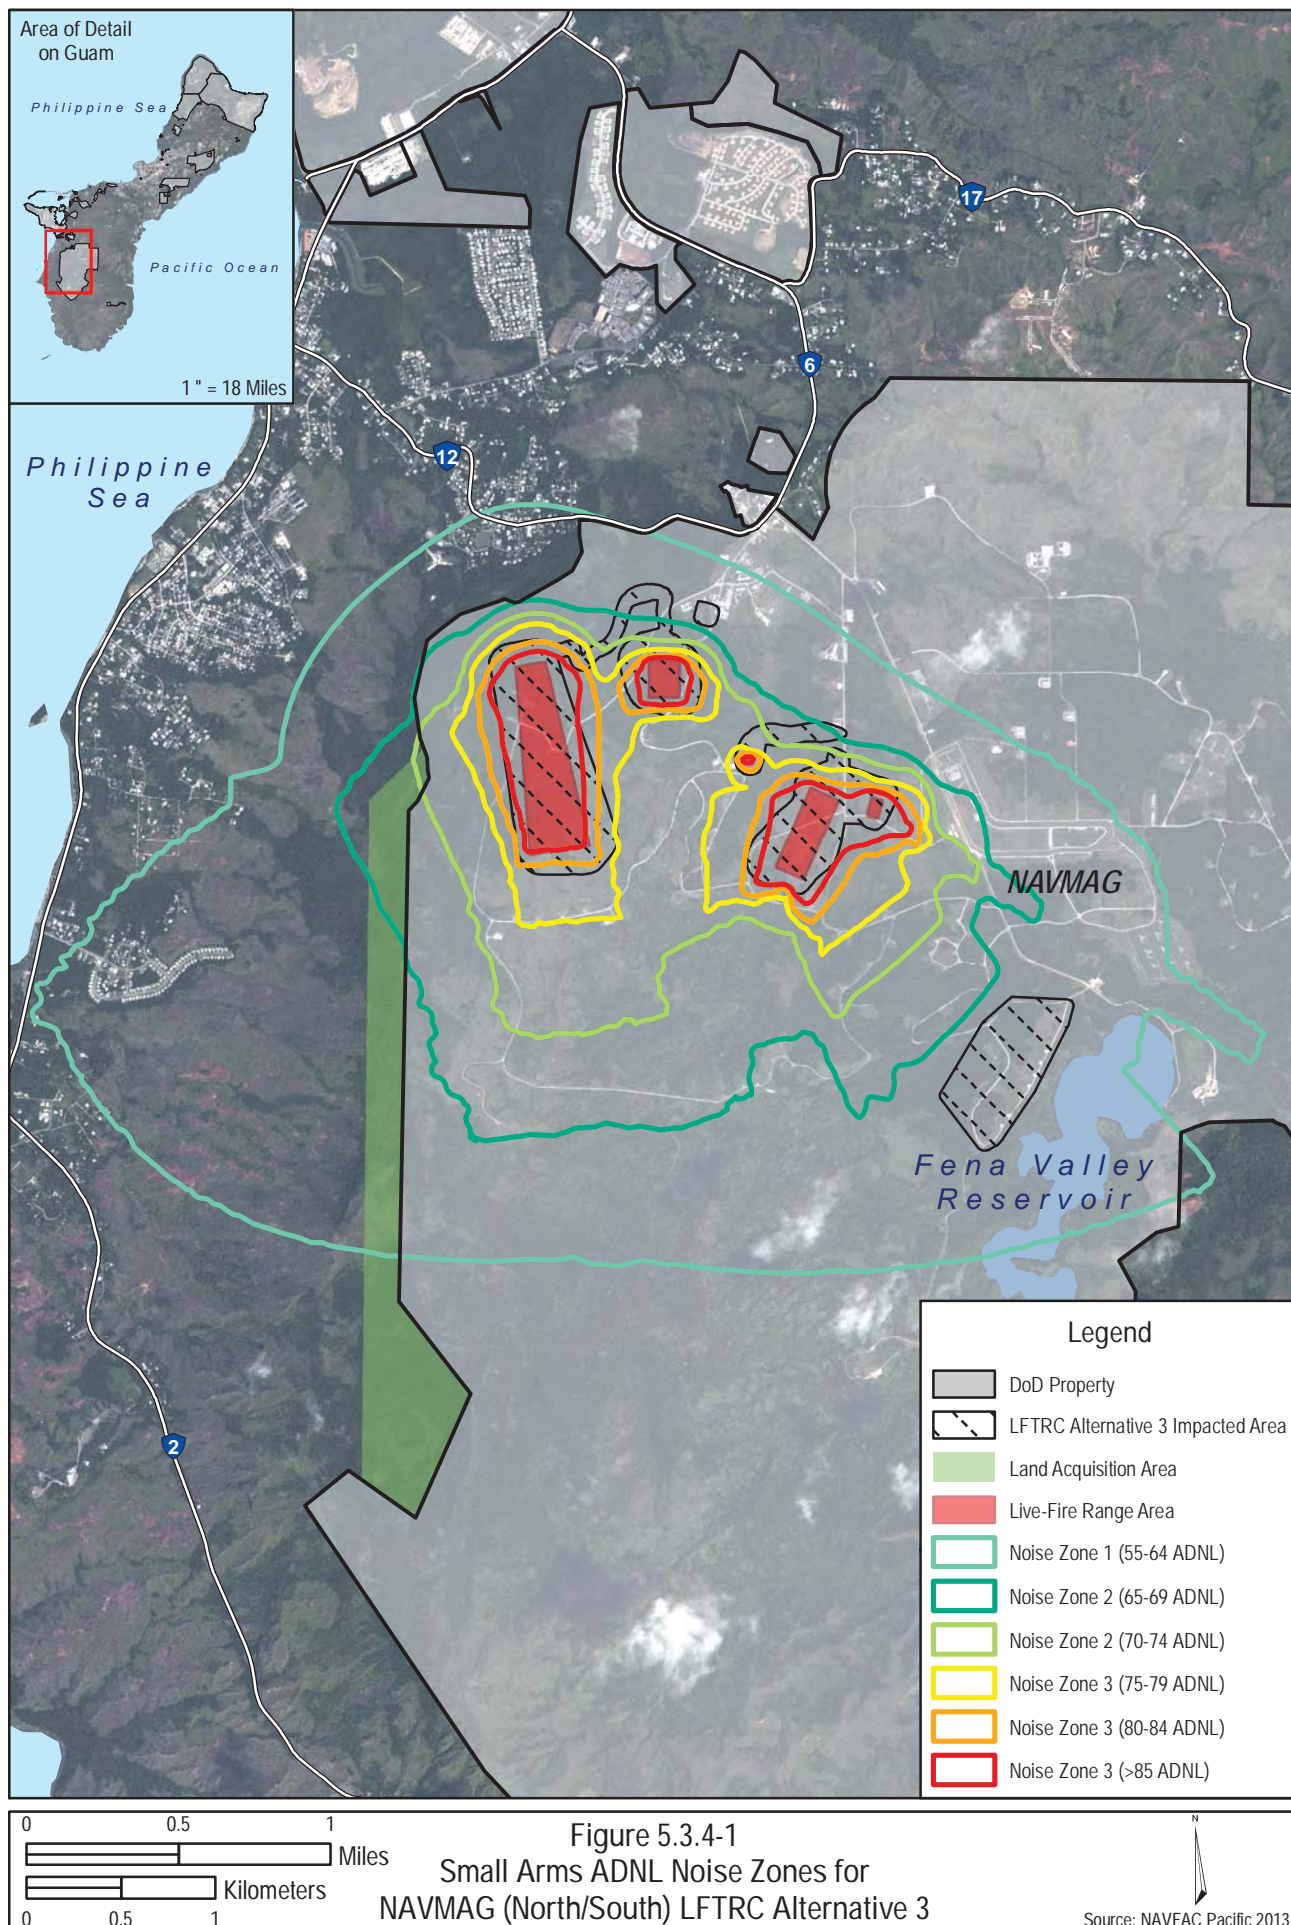 Area of Detail
on Guam
Philippine Sea
Pacific Ocean
1 " = 18 Miles
17
6
12
Philippine
Sea
NAVMAG
Fena Valley
Reservoir
2
Legend
DoD Property
LFTRC Alternative 3 Impacted Area
Land Acquisition Area
Live-Fire Range Area
Noise Zone 1 (55-64 ADNL)
Noise Zone 2 (65-69 ADNL)
Noise Zone 2 (70-74 ADNL)
Noise Zone 3 (75-79 ADNL)
Noise Zone 3 (80-84 ADNL)
Noise Zone 3 (>85 ADNL)
0 0.5 1
Miles
Kilometers
0 0.5 1
Figure 5.3.4-1
Small Arms ADNL Noise Zones for
NAVMAG (North/South) LFTRC Alternative 3
N
Source: NAVFAC Pacific 2013